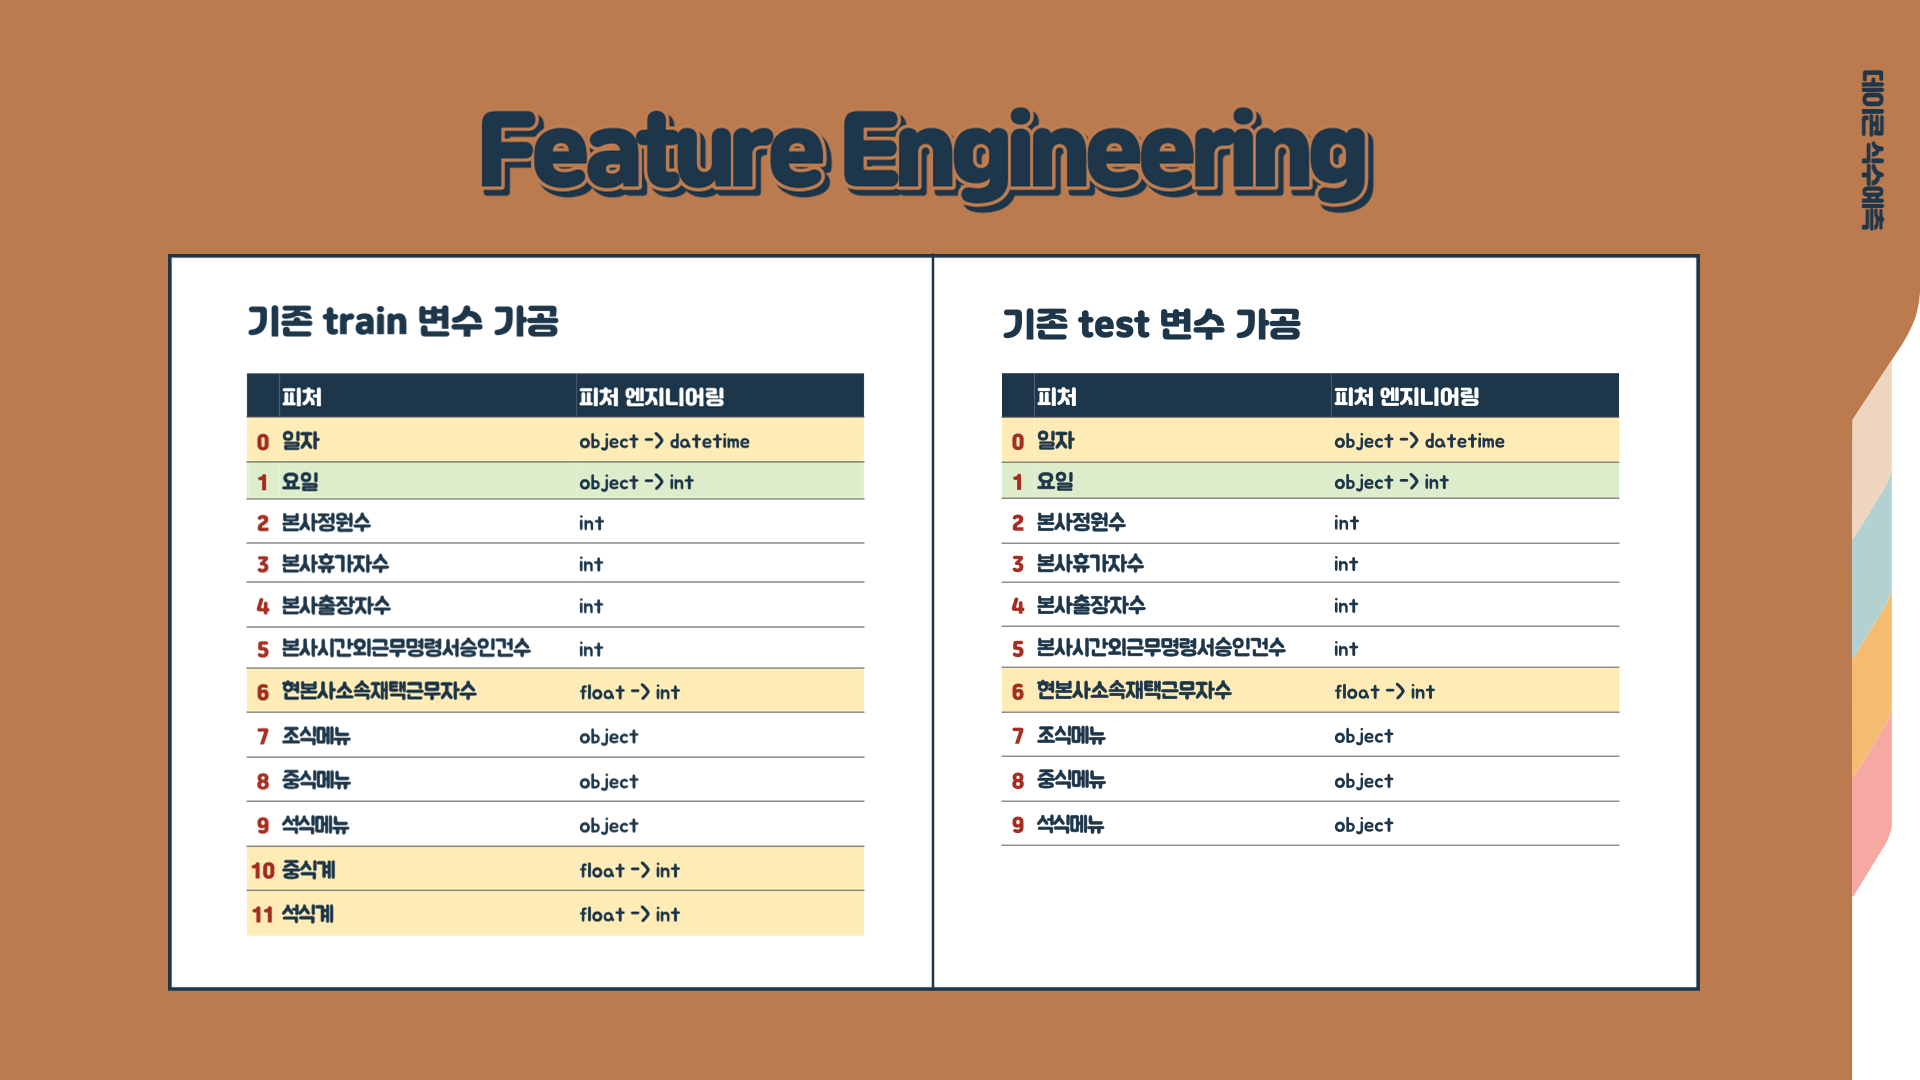 Feature Engineering
데이콘 식수예측
기존 train 변수 가공
피처 피처 엔지니어링
0 일자 object -> datetime
1 요일 object -> int
2 본사정원수 int
3 본사휴가자수 int
4 본사출장자수 int
5 본사시간외근무명령서승인건수 int
6 현본사소속재택근무자수 float -> int
7 조식메뉴 object
8 중식메뉴 object
9 석식메뉴 object
10 중식계 float -> int
11 석식계 float -> int
기존 test 변수 가공
피처 피처 엔지니어링
0 일자 object -> datetime
1 요일 object -> int
2 본사정원수 int
3 본사휴가자수 int
4 본사출장자수 int
5 본사시간외근무명령서승인건수 int
6 현본사소속재택근무자수 float -> int
7 조식메뉴 object
8 중식메뉴 object
9 석식메뉴 object